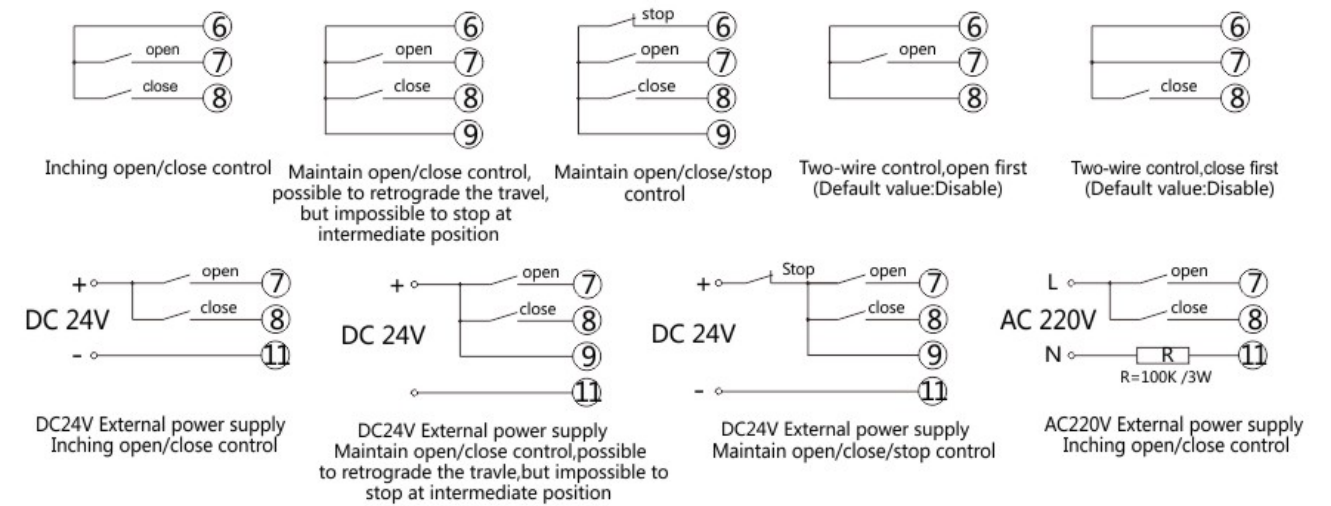 6
open
7
close
8
Inching open/close control
6
open
7
close
8
9
Maintain open/close control,
possible to retrograde the travel,
but impossible to stop at
intermediate position
stop
6
open
7
close
8
9
Maintain open/close/stop
control
6
open
7
8
Two-wire control,open first
(Default value:Disable)
6
7
close
8
Two-wire control,close first
(Default value:Disable)
+
open
7
DC 24V
close
8
-
11
DC24V External power supply
Inching open/close control
+
open
7
DC 24V
close
8
9
11
DC24V External power supply
Maintain open/close control,possible
to retrograde the travle,but impossible to
stop at intermediate position
+
Stop
open
7
DC 24V
close
8
9
-
11
DC24V External power supply
Maintain open/close/stop control
L
open
7
AC 220V
close
8
N
R
11
R=100K /3W
AC220V External power supply
Inching open/close control